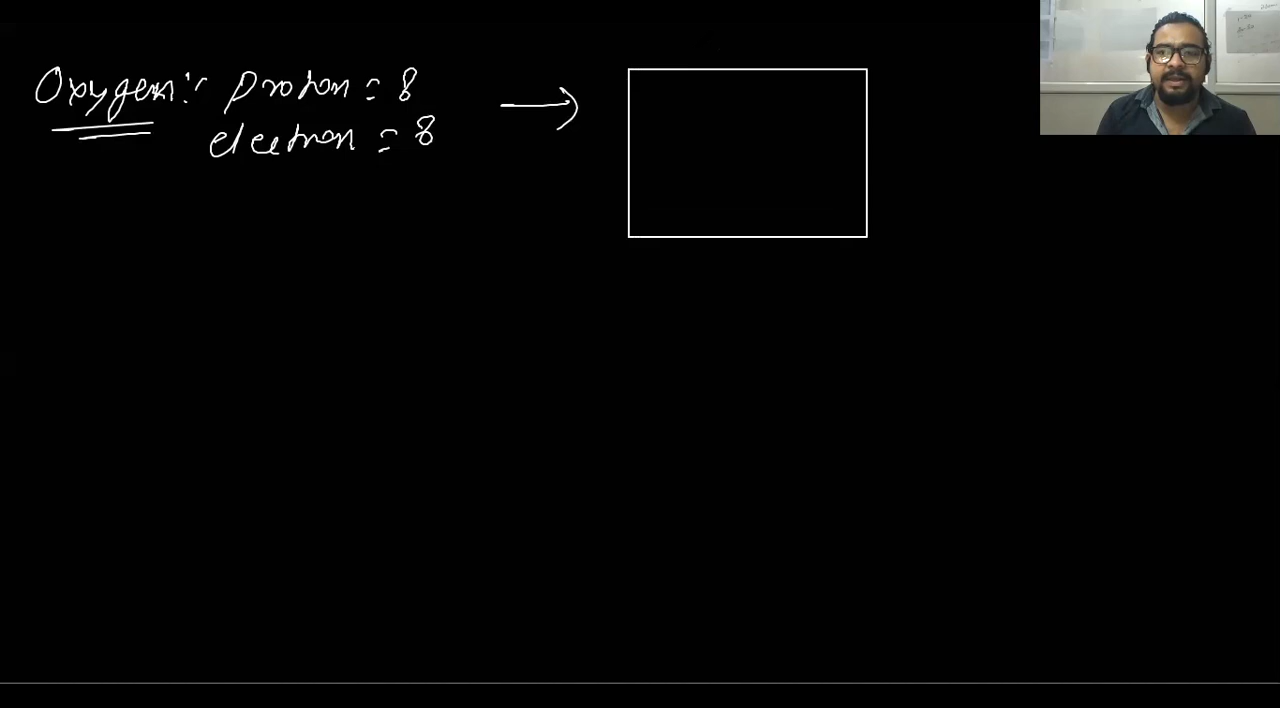 Oxygen:- proton = 8
electron = 8